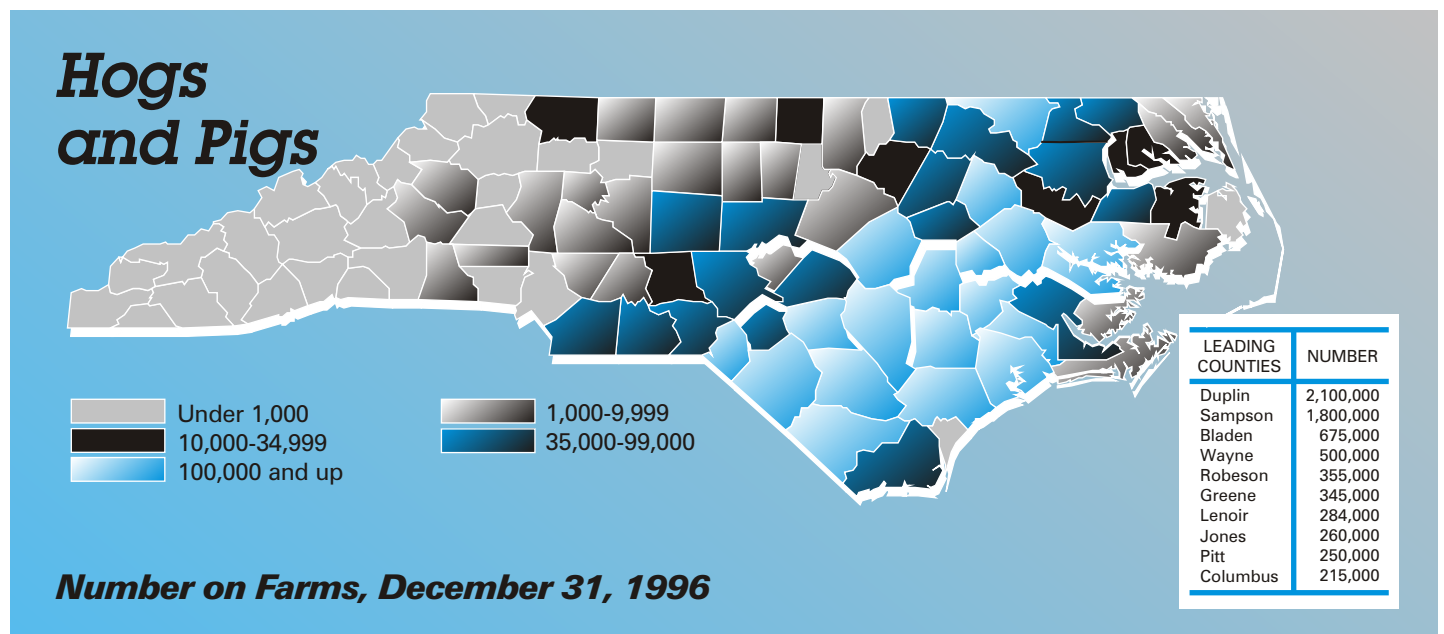 Hogs
and Pigs
Under 1,000
10,000-34,999
100,000 and up
1,000-9,999
35,000-99,000
LEADING
COUNTIES
NUMBER
Duplin 2,100,000
Sampson 1,800,000
Bladen 675,000
Wayne 500,000
Robeson 355,000
Greene 345,000
Lenoir 284,000
Jones 260,000
Pitt 250,000
Columbus 215,000
Number on Farms, December 31, 1996